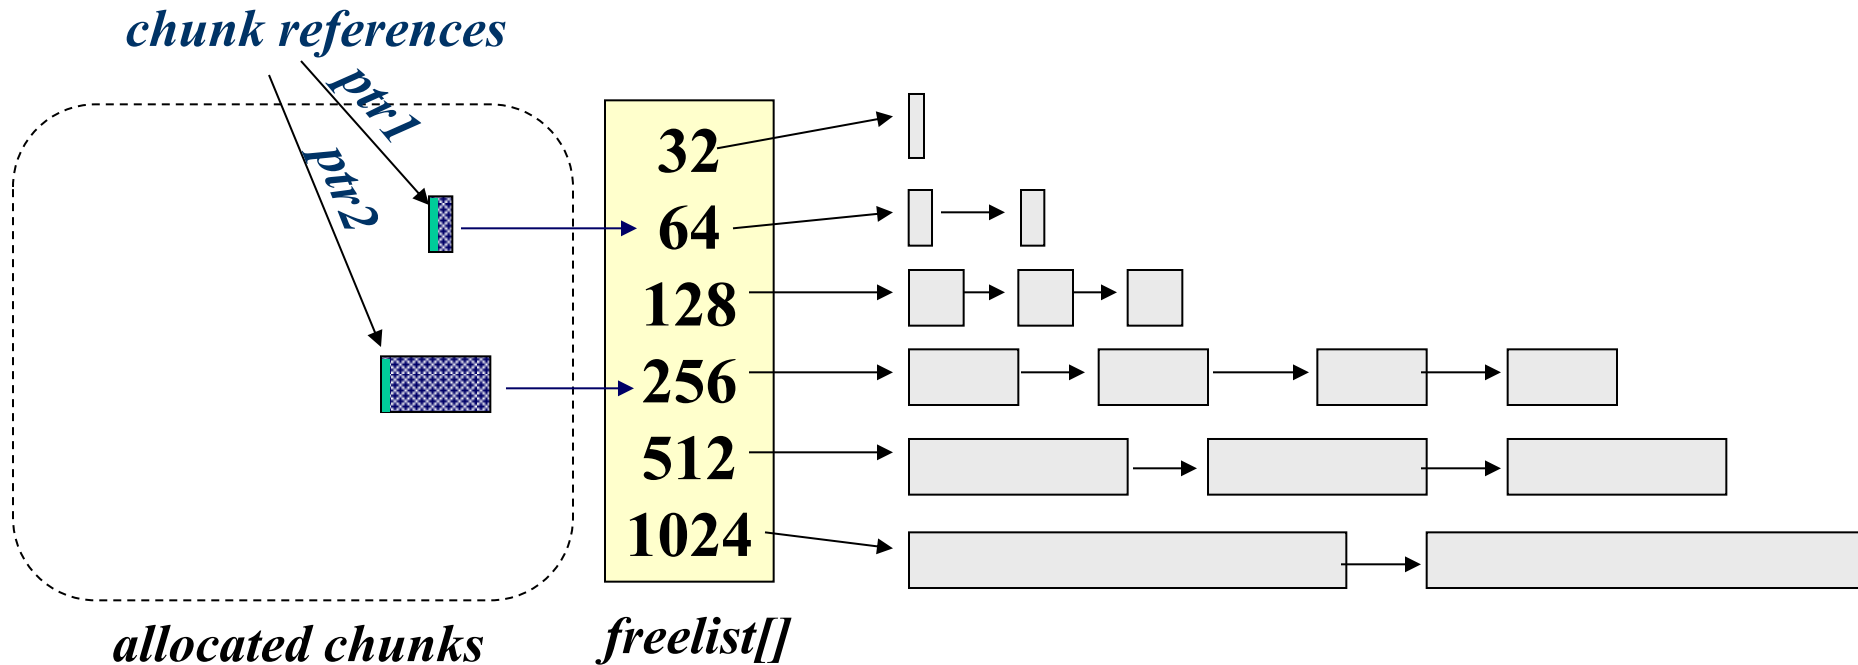 chunk references
ptr1
ptr2
32
64
128
256
512
1024
allocated chunks
freelist[]